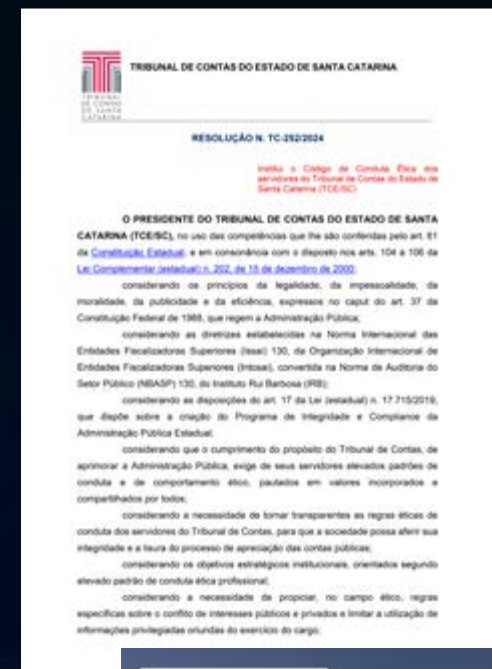 TRIBUNAL
DE CONTAS
DE SANTA
CATARINA
TRIBUNAL DE CONTAS DO ESTADO DE SANTA CATARINA
RESOLUÇÃO N. TC-252/2024
Institui o Código de Conduta Ética dos
servidores do Tribunal de Contas do Estado de
Santa Catarina (TCE/SC).
O PRESIDENTE DO TRIBUNAL DE CONTAS DO ESTADO DE SANTA
CATARINA (TCE/SC), no uso das competências que lhe são conferidas pelo art. 61
da Constituição Estadual, e em consonância com o disposto nos arts. 104 a 106 da
Lei Complementar (estadual) n. 202, de 15 de dezembro de 2000;
considerando os princípios da legalidade, da impessoalidade, da
moralidade, da publicidade e da eficiência, expressos no caput do art. 37 da
Constituição Federal de 1988, que regem a Administração Pública;
considerando as diretrizes estabelecidas na Norma Internacional das
Entidades Fiscalizadoras Superiores (Issai) 130, da Organização Internacional de
Entidades Fiscalizadoras Superiores (Intosai), convertida na Norma de Auditoria do
Setor Público (NBASP) 130, do Instituto Rui Barbosa (IRB);
considerando as disposições do art. 17 da Lei (estadual) n. 17.715/2019,
que dispõe sobre a criação do Programa de Integridade e Compliance da
Administração Pública Estadual;
considerando que o cumprimento do propósito do Tribunal de Contas, de
aprimorar a Administração Pública, exige de seus servidores elevados padrões de
conduta e de comportamento ético, pautados em valores incorporados e
compartilhados por todos;
considerando a necessidade de tornar transparentes as regras éticas de
conduta dos servidores do Tribunal de Contas, para que a sociedade possa aferir sua
integridade e a lisura do processo de apreciação das contas públicas;
considerando os objetivos estratégicos institucionais, orientados segundo
elevado padrão de conduta ética profissional;
considerando a necessidade de propiciar, no campo ético, regras
específicas sobre o conflito de interesses públicos e privados e limitar a utilização de
informações privilegiadas oriundas do exercício do cargo;